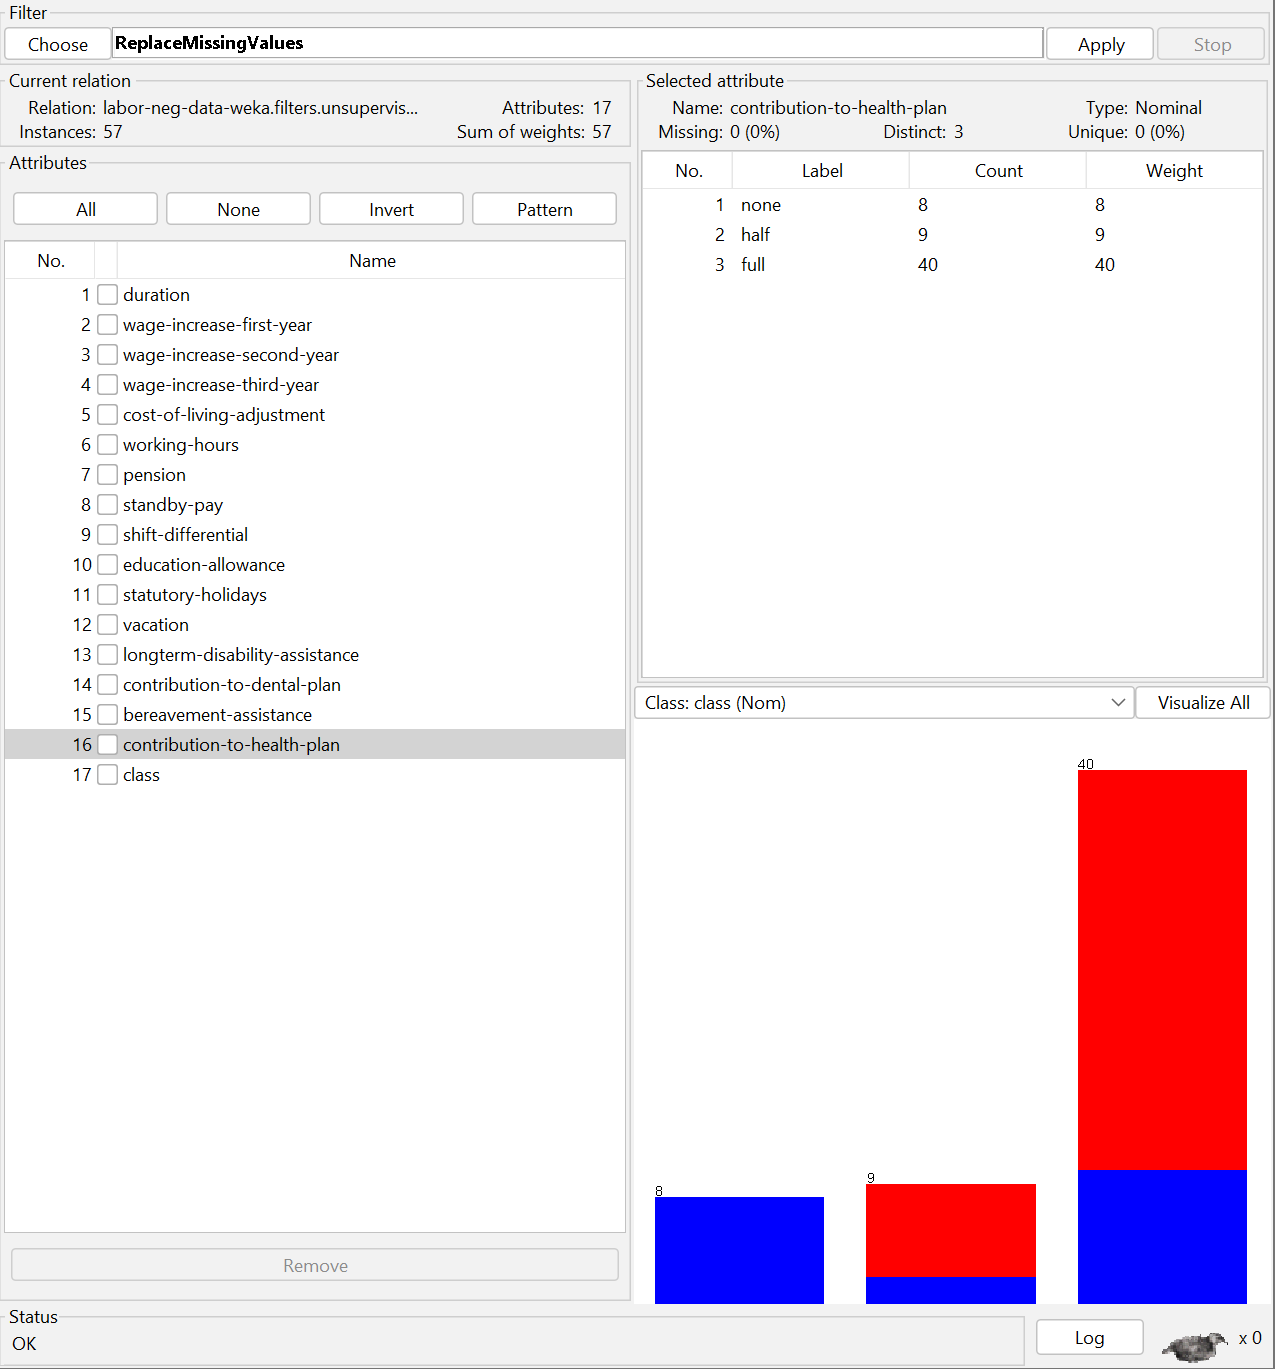 Filter
Choose ReplaceMissingValues Apply Stop
Current relation
Relation: labor-neg-data-weka.filters.unsupervis... Attributes: 17
Instances: 57 Sum of weights: 57
Attributes
All None Invert Pattern
No. Name
1 duration
2 wage-increase-first-year
3 wage-increase-second-year
4 wage-increase-third-year
5 cost-of-living-adjustment
6 working-hours
7 pension
8 standby-pay
9 shift-differential
10 education-allowance
11 statutory-holidays
12 vacation
13 longterm-disability-assistance
14 contribution-to-dental-plan
15 bereavement-assistance
16 contribution-to-health-plan
17 class
Remove
Selected attribute
Name: contribution-to-health-plan Type: Nominal
Missing: 0 (0%) Distinct: 3 Unique: 0 (0%)
No. Label Count Weight
1 none 8 8
2 half 9 9
3 full 40 40
Class: class (Nom) Visualize All
40
9
8
Status
OK
Log x 0